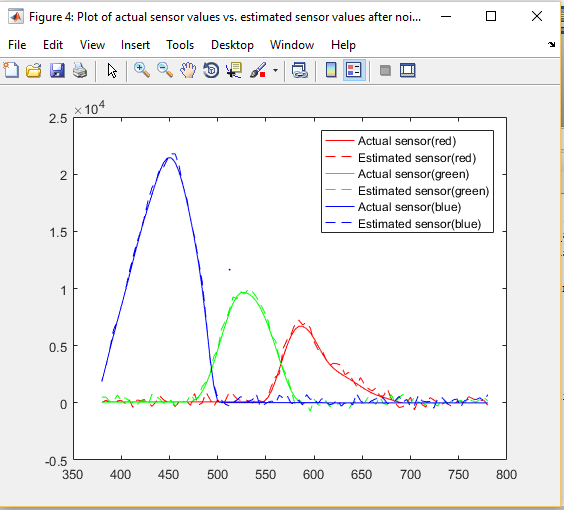 Figure 4: Plot of actual sensor values vs. estimated sensor values after noi...
File Edit View Insert Tools Desktop Window Help
×10⁴
2.5
2
1.5
1
0.5
0
-0.5
350 400 450 500 550 600 650 700 750 800
Actual sensor(red)
Estimated sensor(red)
Actual sensor(green)
Estimated sensor(green)
Actual sensor(blue)
Estimated sensor(blue)